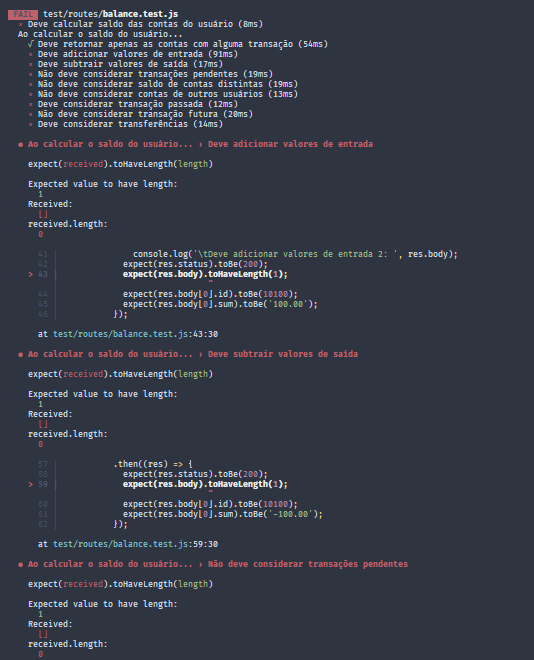 FAIL test/routes/balance.test.js
× Deve calcular saldo das contas do usuário (8ms)
Ao calcular o saldo do usuário...
√ Deve retornar apenas as contas com alguma transação (54ms)
× Deve adicionar valores de entrada (91ms)
× Deve subtrair valores de saída (17ms)
× Não deve considerar transações pendentes (19ms)
× Não deve considerar saldo de contas distintas (19ms)
× Não deve considerar contas de outros usuários (13ms)
× Deve considerar transação passada (12ms)
× Não deve considerar transação futura (20ms)
× Deve considerar transferências (14ms)
● Ao calcular o saldo do usuário... › Deve adicionar valores de entrada
expect(received).toHaveLength(length)
Expected value to have length:
1
Received:
[]
received.length:
0
41 | console.log('\tDeve adicionar valores de entrada 2: ', res.body);
42 | expect(res.status).toBe(200);
> 43 | expect(res.body).toHaveLength(1);
^
44 | expect(res.body[0].id).toBe(10100);
45 | expect(res.body[0].sum).toBe('100.00');
46 | });
at test/routes/balance.test.js:43:30
● Ao calcular o saldo do usuário... › Deve subtrair valores de saída
expect(received).toHaveLength(length)
Expected value to have length:
1
Received:
[]
received.length:
0
57 | .then((res) => {
58 | expect(res.status).toBe(200);
> 59 | expect(res.body).toHaveLength(1);
^
60 | expect(res.body[0].id).toBe(10100);
61 | expect(res.body[0].sum).toBe('-100.00');
62 | });
at test/routes/balance.test.js:59:30
● Ao calcular o saldo do usuário... › Não deve considerar transações pendentes
expect(received).toHaveLength(length)
Expected value to have length:
1
Received:
[]
received.length:
0